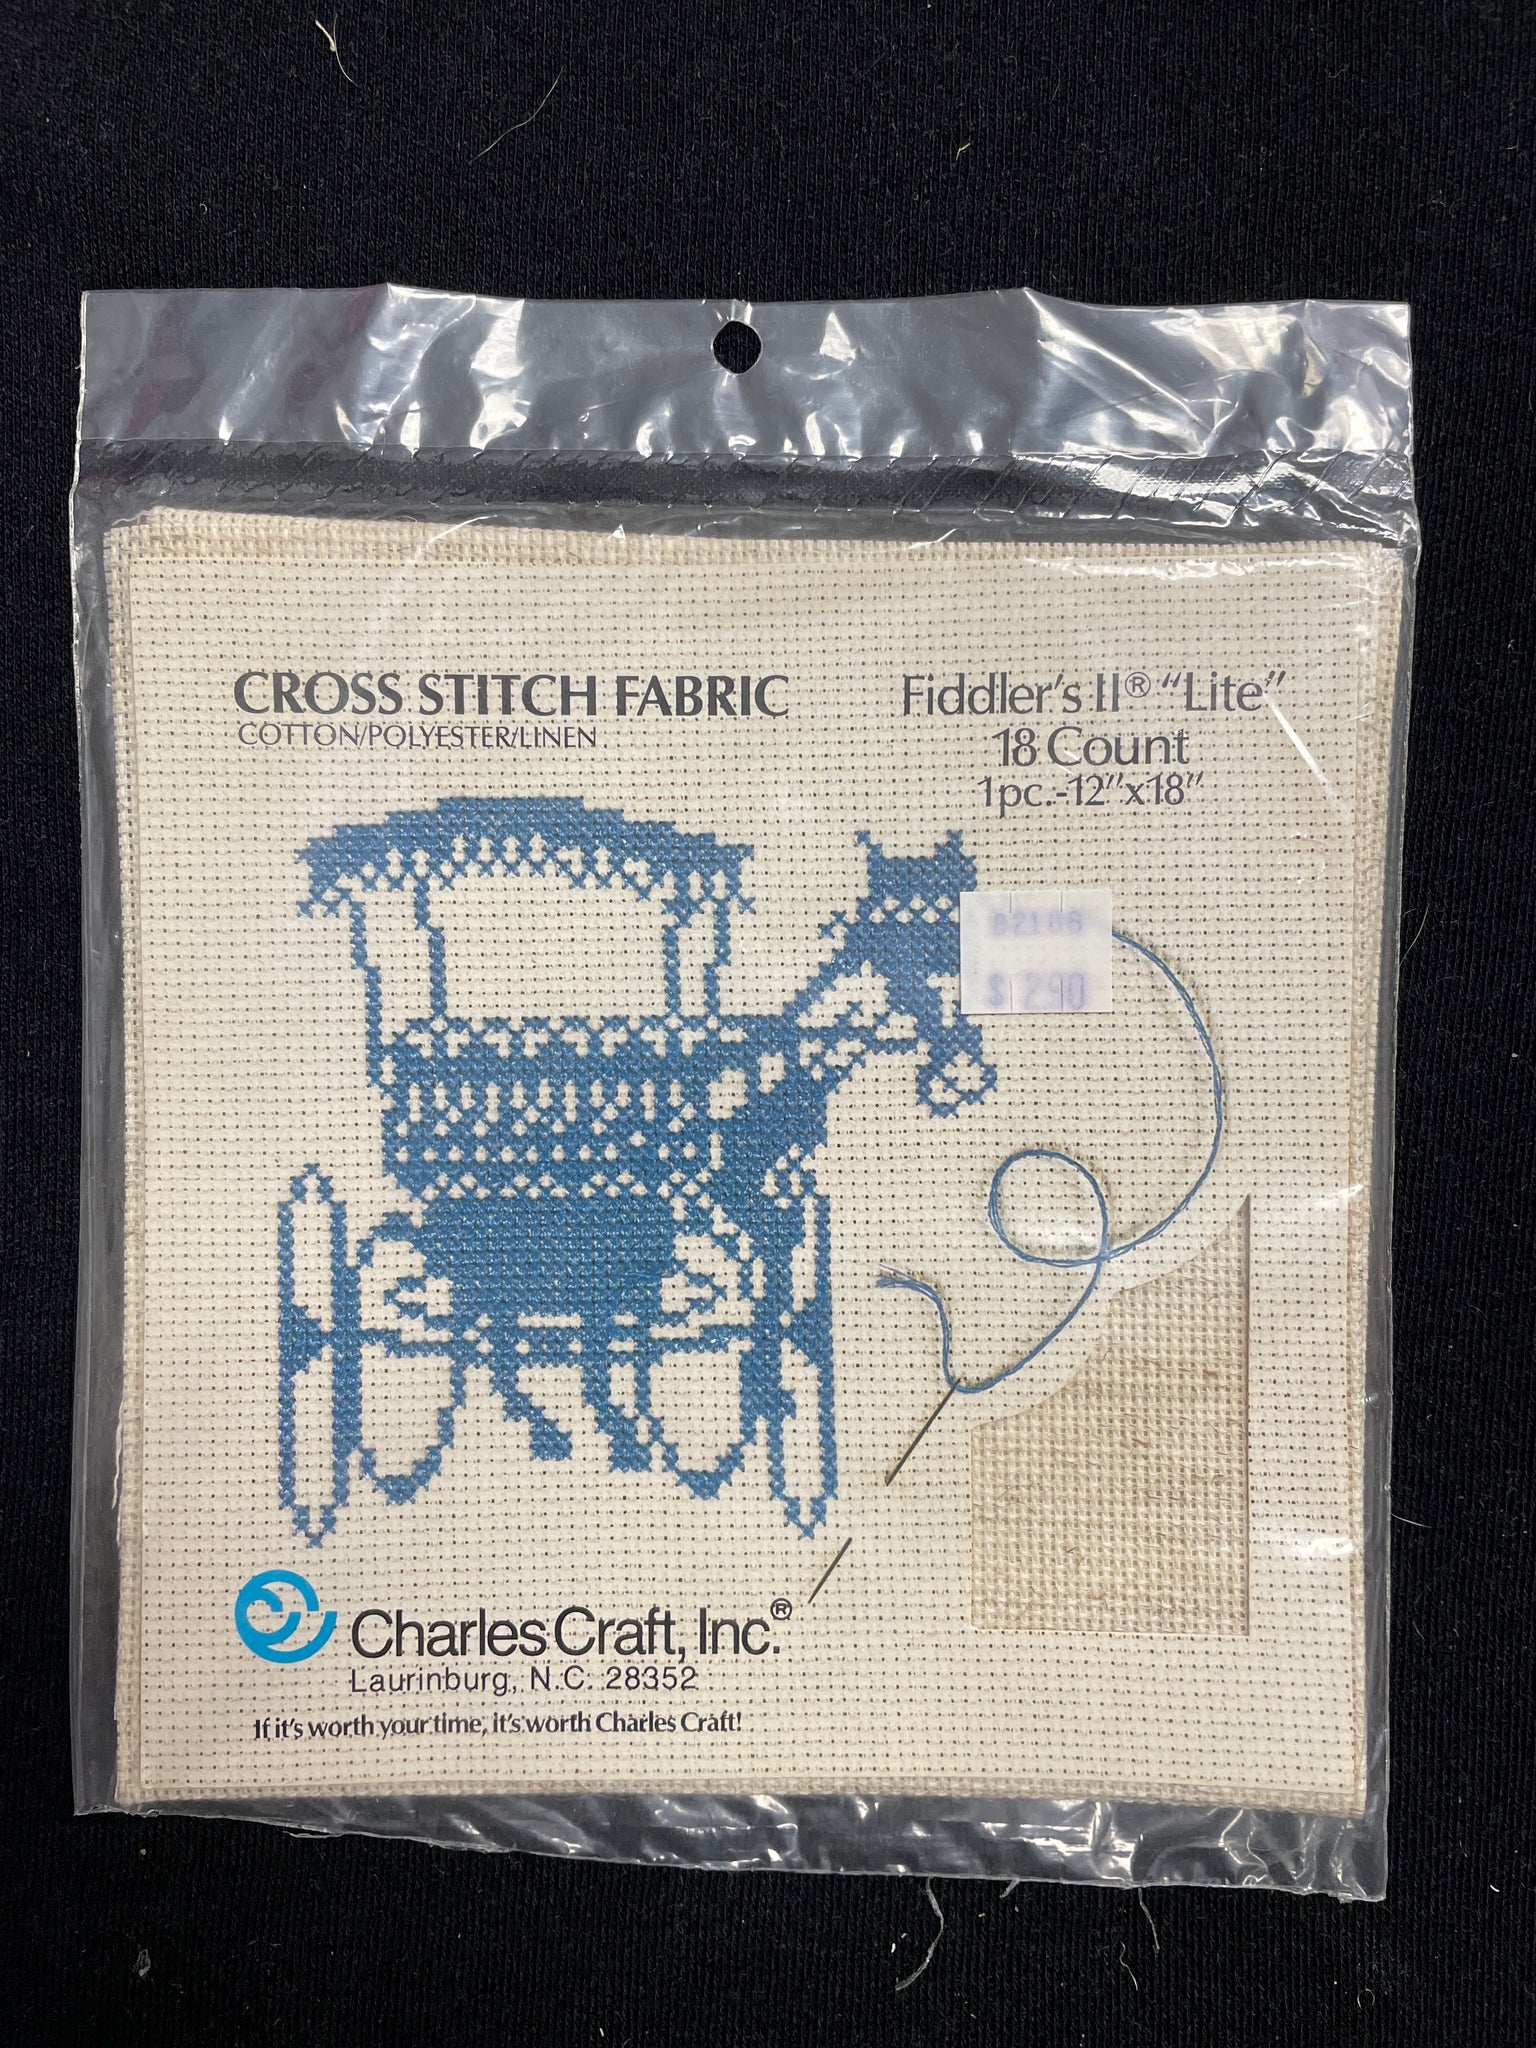 CROSS STITCH FABRIC
COTTON/POLYESTER/LINEN
Fiddler's II® "Lite"
18 Count
1pc.-12"x18"
82188
$ 2.90
Charles Craft, Inc.®
Laurinburg, N.C. 28352
If it's worth your time, it's worth Charles Craft!